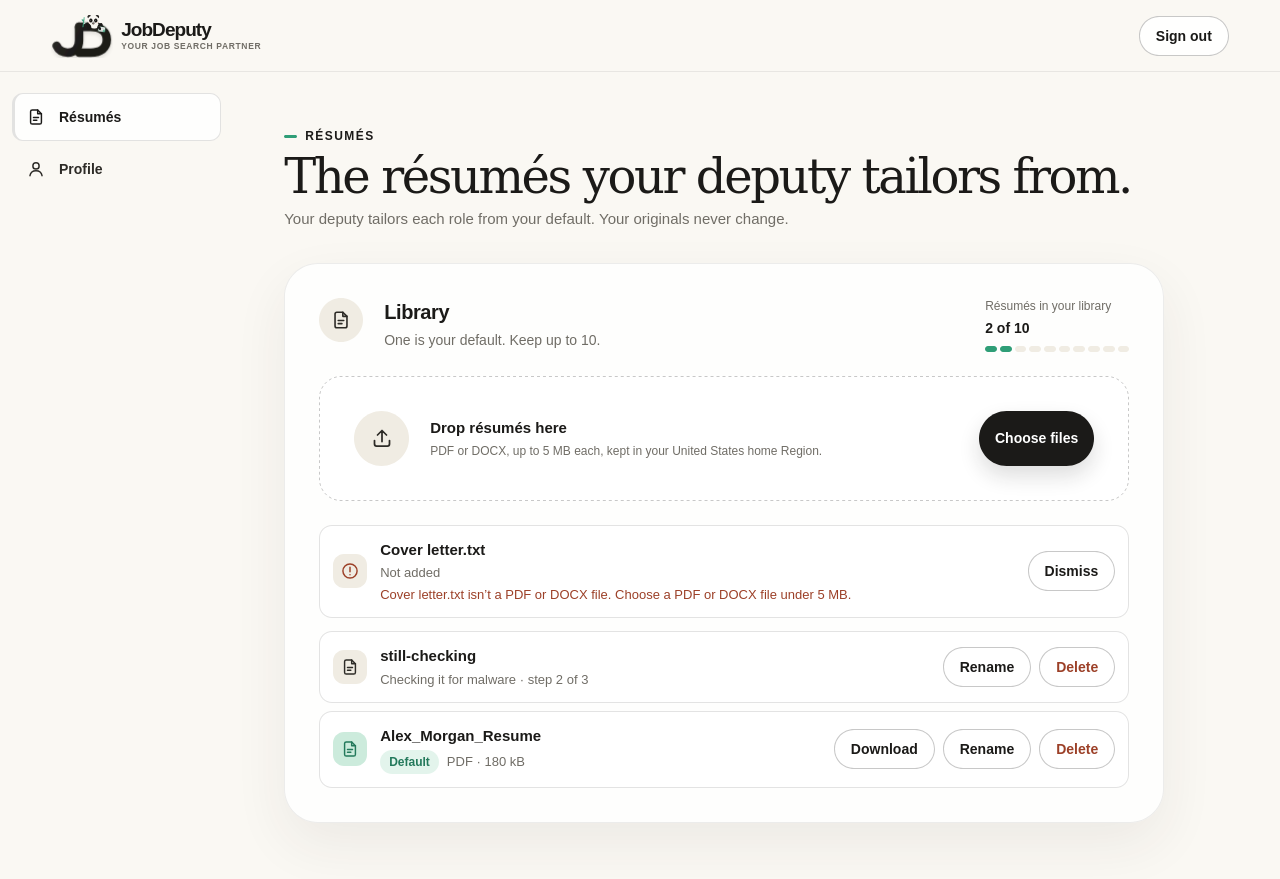 JobDeputy
YOUR JOB SEARCH PARTNER
Sign out
Résumés
Profile
RÉSUMÉS
The résumés your deputy tailors from.
Your deputy tailors each role from your default. Your originals never change.
Library
One is your default. Keep up to 10.
Résumés in your library
2 of 10
Drop résumés here
PDF or DOCX, up to 5 MB each, kept in your United States home Region.
Choose files
Cover letter.txt
Not added
Cover letter.txt isn’t a PDF or DOCX file. Choose a PDF or DOCX file under 5 MB.
Dismiss
still-checking
Checking it for malware · step 2 of 3
Rename
Delete
Alex_Morgan_Resume
Default PDF · 180 kB
Download
Rename
Delete